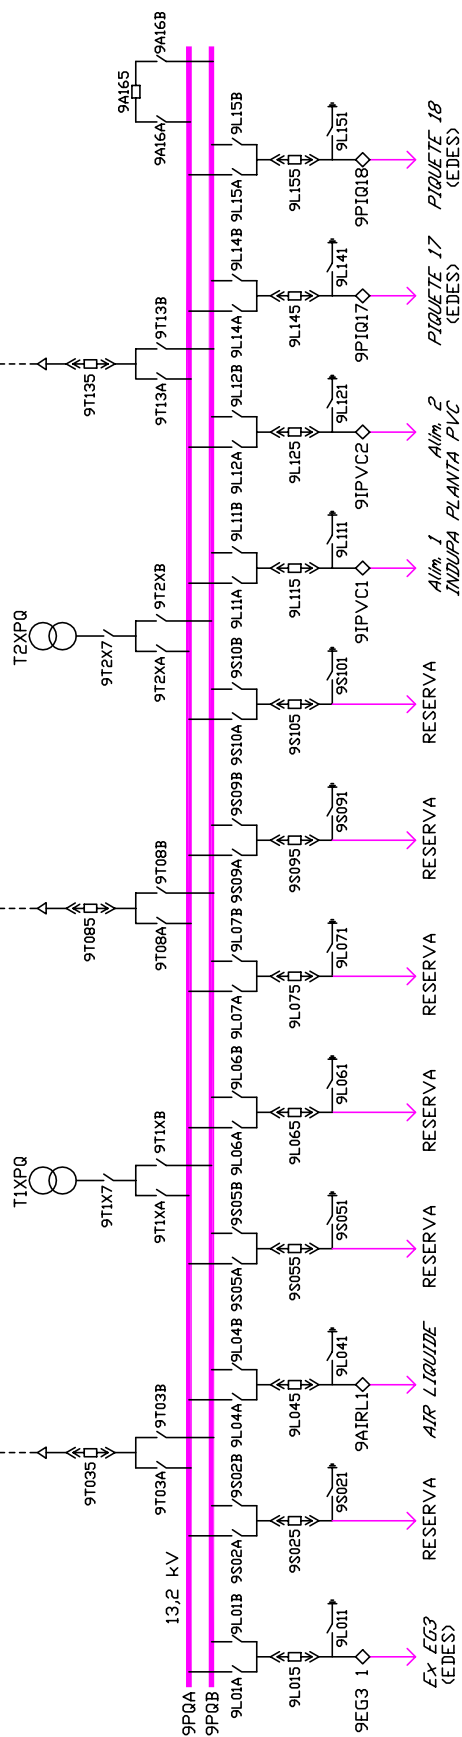 9PQA
9PQB
13,2 kV
9T035
9T03A
9T03B
T1XPQ
9T1X7
9T1XA
9T1XB
9T085
9T08A
9T08B
T2XPQ
9T2X7
9T2XA
9T2XB
9T135
9T13A
9T13B
9A165
9A16A
9A16B
9L01A
9L01B
9L015
9L011
9EG3 1
Ex EG3
(EDES)
9S02A
9S02B
9S025
9S021
RESERVA
9L04A
9L04B
9L045
9L041
9AIRL1
AIR LIQUIDE
9S05A
9S05B
9S055
9S051
RESERVA
9L06A
9L06B
9L065
9L061
RESERVA
9L07A
9L07B
9L075
9L071
RESERVA
9S09A
9S09B
9S095
9S091
RESERVA
9S10A
9S10B
9S105
9S101
RESERVA
9L11A
9L11B
9L115
9L111
9IPVC1
Alim. 1
9L12A
9L12B
9L125
9L121
9IPVC2
Alim. 2
INDUPA PLANTA PVC
9L14A
9L14B
9L145
9L141
9PIQ17
PIQUETE 17
(EDES)
9L15A
9L15B
9L155
9L151
9PIQ18
PIQUETE 18
(EDES)